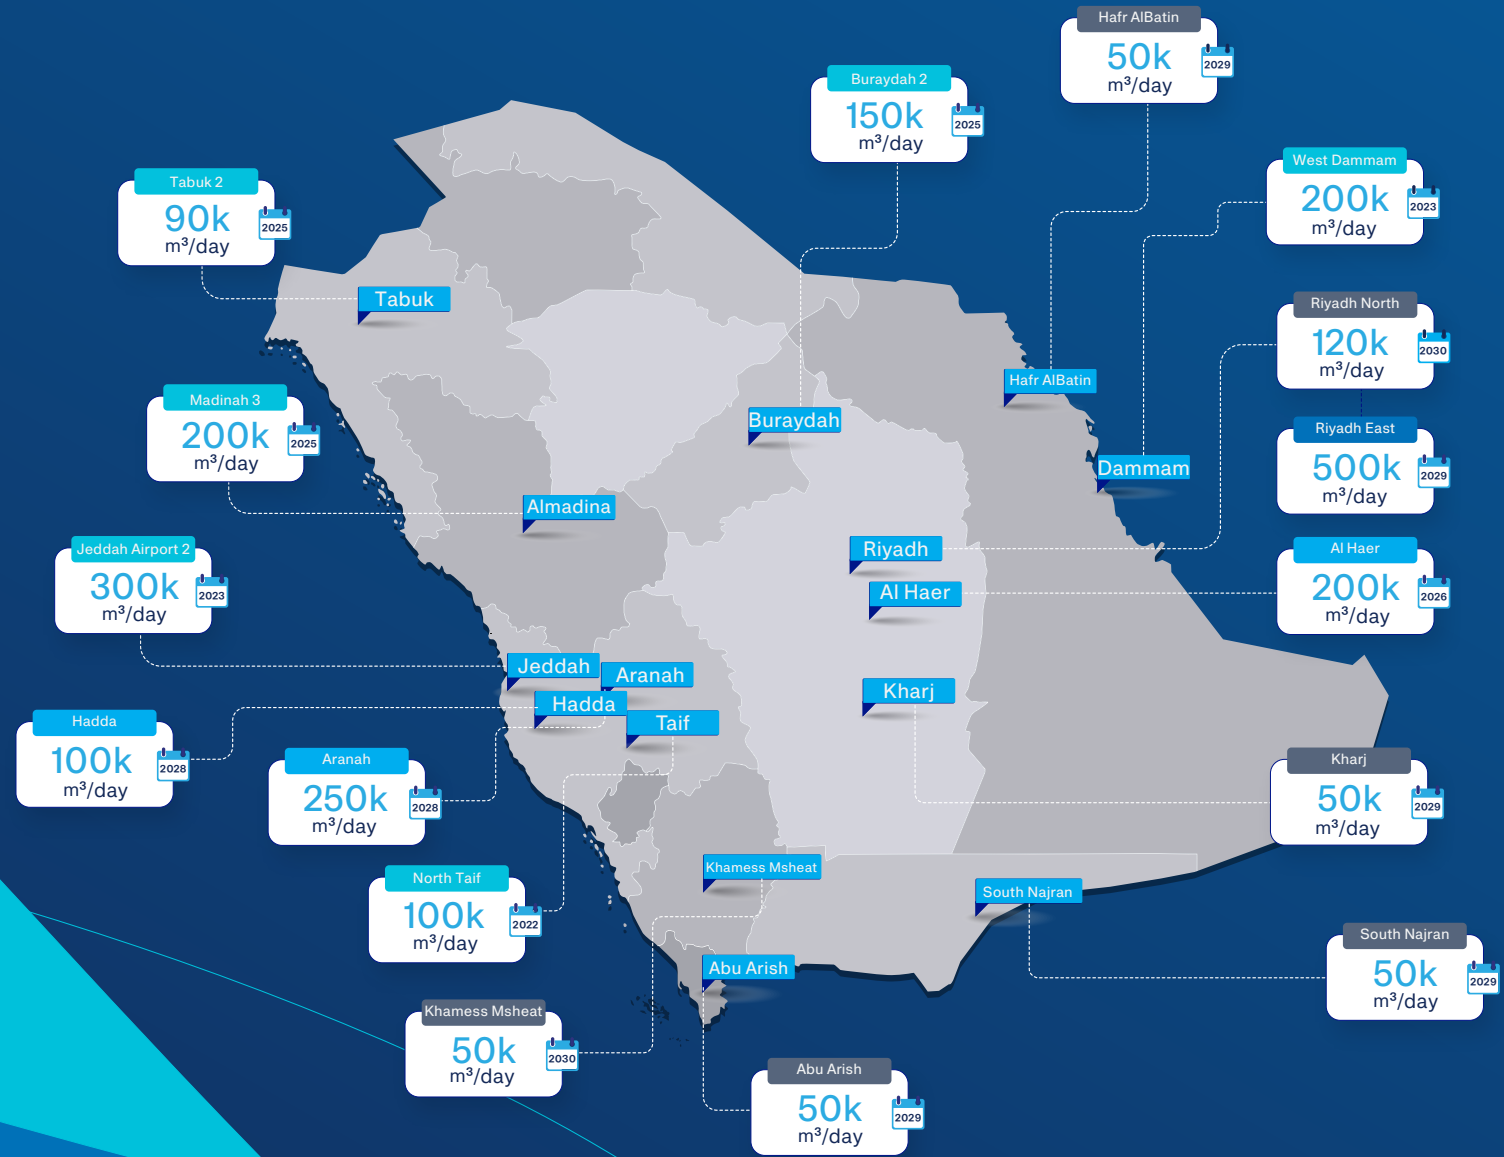 Hafr AlBatin
50k
m³/day
2029
Buraydah 2
150k
m³/day
2025
West Dammam
200k
m³/day
2023
Tabuk 2
90k
m³/day
2025
Tabuk
Riyadh North
120k
m³/day
2030
Hafr AlBatin
Madinah 3
200k
m³/day
2025
Buraydah
Riyadh East
500k
m³/day
2029
Dammam
Almadina
Jeddah Airport 2
300k
m³/day
2023
Riyadh
Al Haer
Al Haer
200k
m³/day
2026
Jeddah
Aranah
Hadda
Taif
Kharj
Hadda
100k
m³/day
2028
Aranah
250k
m³/day
2028
Kharj
50k
m³/day
2029
North Taif
100k
m³/day
2022
Khamess Msheat
South Najran
South Najran
50k
m³/day
2029
Abu Arish
Khamess Msheat
50k
m³/day
2030
Abu Arish
50k
m³/day
2029